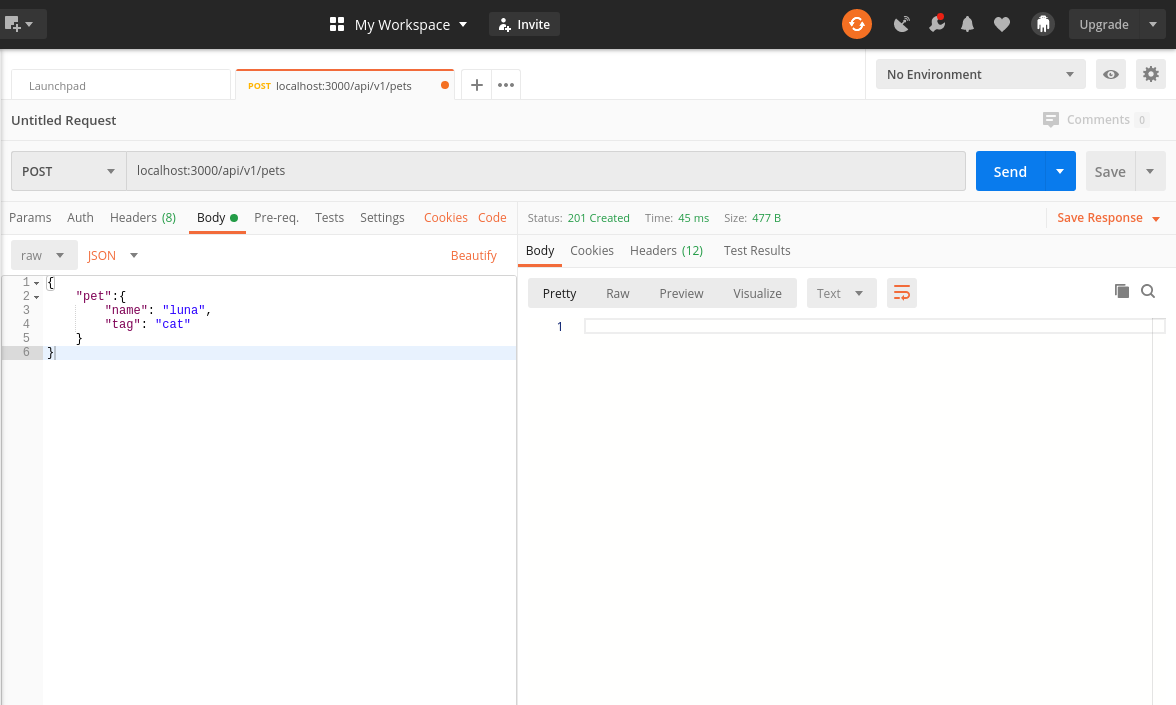 My Workspace Invite Upgrade
Launchpad POST localhost:3000/api/v1/pets No Environment
Untitled Request Comments 0
POST localhost:3000/api/v1/pets Send Save
Params Auth Headers (8) Body Pre-req. Tests Settings Cookies Code
Status: 201 Created Time: 45 ms Size: 477 B Save Response
raw JSON Beautify
Body Cookies Headers (12) Test Results
Pretty Raw Preview Visualize Text
1 {
2 "pet":{
3 "name": "luna",
4 "tag": "cat"
5 }
6 }
1